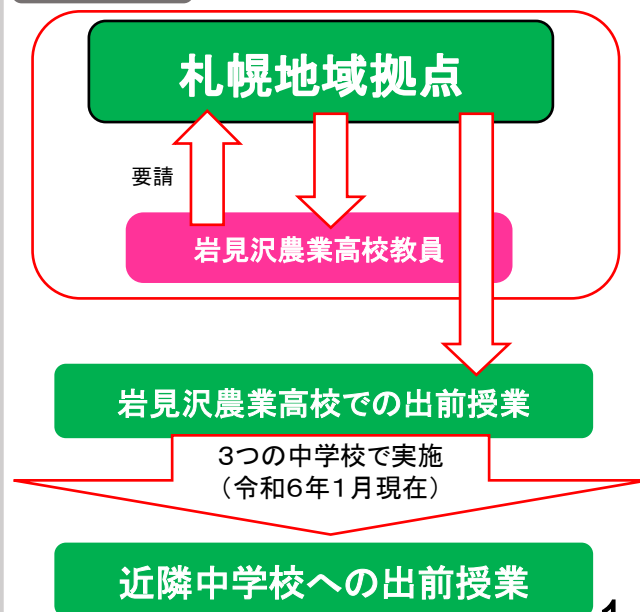 札幌地域拠点
要請
岩見沢農業高校教員
岩見沢農業高校での出前授業
3つの中学校で実施
（令和6年1月現在）
近隣中学校への出前授業
1